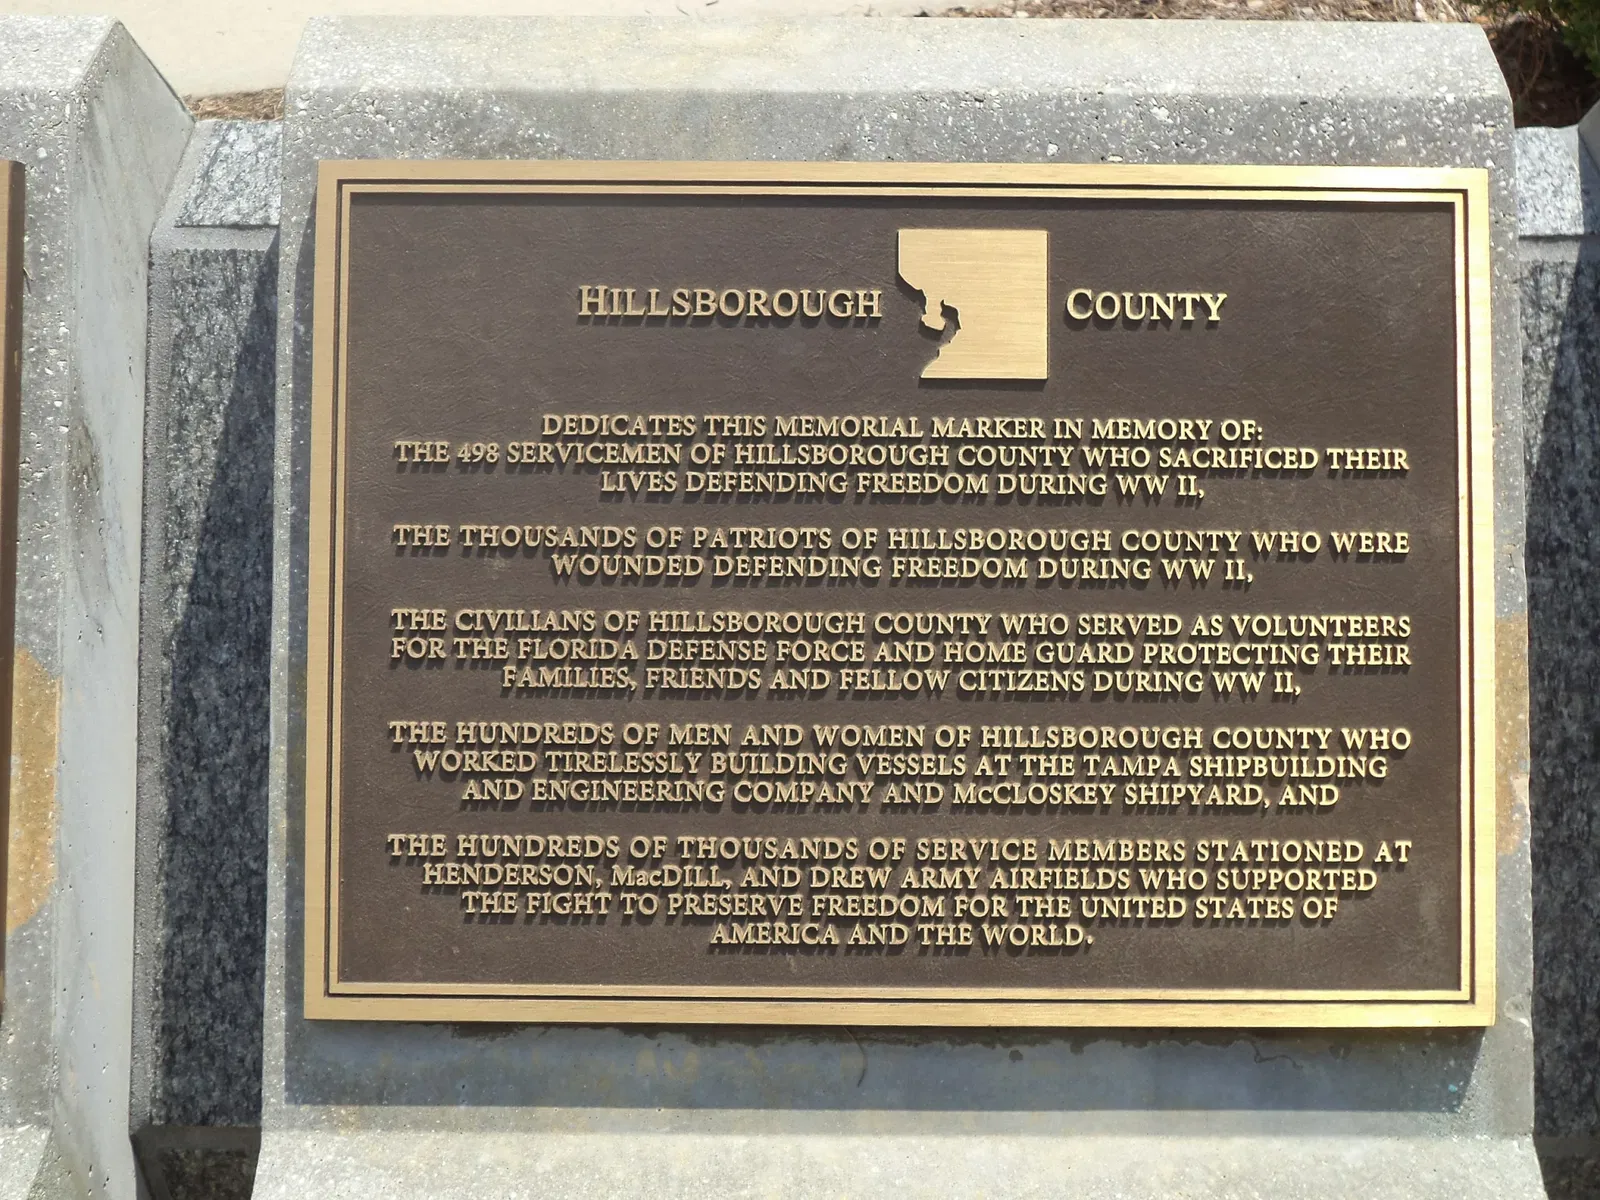 HILLSBOROUGH COUNTY
DEDICATES THIS MEMORIAL MARKER IN MEMORY OF:
THE 498 SERVICEMEN OF HILLSBOROUGH COUNTY WHO SACRIFICED THEIR
LIVES DEFENDING FREEDOM DURING WW II,
THE THOUSANDS OF PATRIOTS OF HILLSBOROUGH COUNTY WHO WERE
WOUNDED DEFENDING FREEDOM DURING WW II,
THE CIVILIANS OF HILLSBOROUGH COUNTY WHO SERVED AS VOLUNTEERS
FOR THE FLORIDA DEFENSE FORCE AND HOME GUARD PROTECTING THEIR
FAMILIES, FRIENDS AND FELLOW CITIZENS DURING WW II,
THE HUNDREDS OF MEN AND WOMEN OF HILLSBOROUGH COUNTY WHO
WORKED TIRELESSLY BUILDING VESSELS AT THE TAMPA SHIPBUILDING
AND ENGINEERING COMPANY AND McCLOSKEY SHIPYARD, AND
THE HUNDREDS OF THOUSANDS OF SERVICE MEMBERS STATIONED AT
HENDERSON, MacDILL, AND DREW ARMY AIRFIELDS WHO SUPPORTED
THE FIGHT TO PRESERVE FREEDOM FOR THE UNITED STATES OF
AMERICA AND THE WORLD.